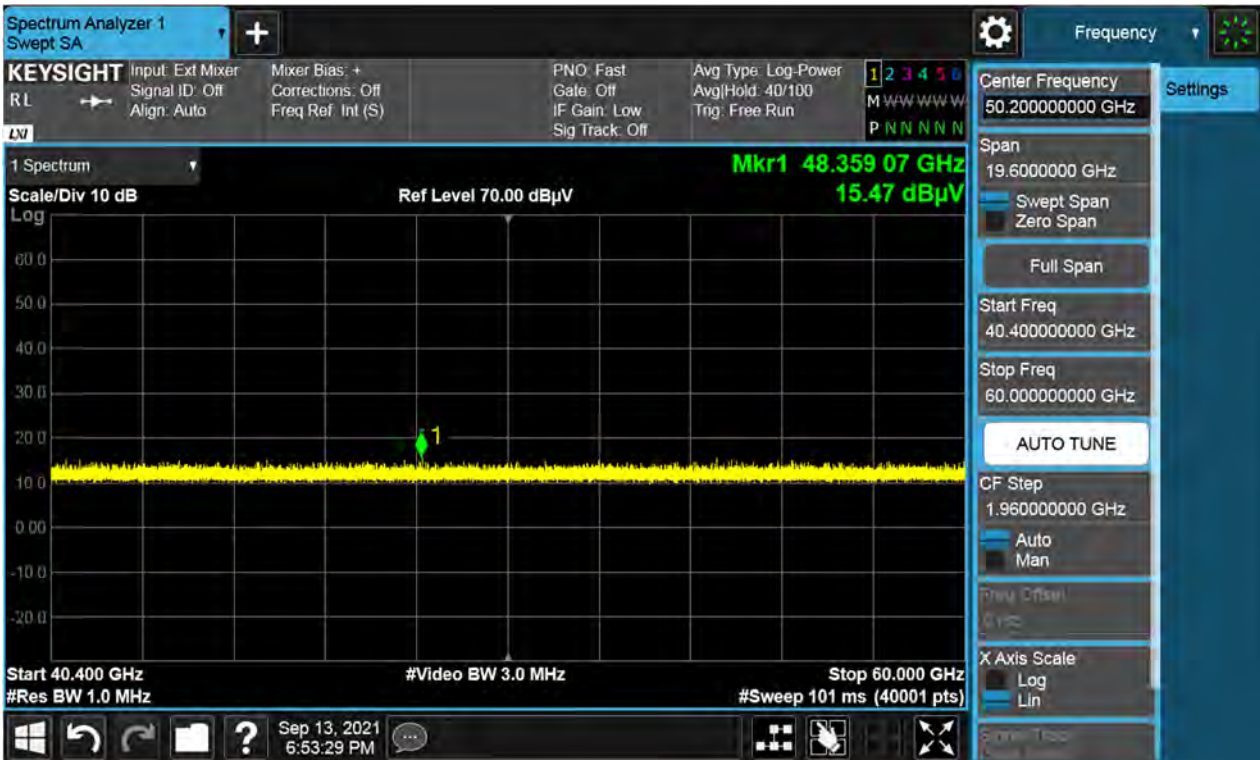 Spectrum Analyzer 1
Swept SA
+
Frequency
KEYSIGHT
RL
LXI
Input: Ext Mixer
Signal ID: Off
Align: Auto
Mixer Bias: +
Corrections: Off
Freq Ref: Int (S)
PNO: Fast
Gate: Off
IF Gain: Low
Sig Track: Off
Avg Type: Log-Power
Avg|Hold: 40/100
Trig: Free Run
1 2 3 4 5 6
M W W W W W
P N N N N N
Center Frequency
50.200000000 GHz
Settings
Span
19.6000000 GHz
Swept Span
Zero Span
Full Span
Start Freq
40.400000000 GHz
Stop Freq
60.000000000 GHz
AUTO TUNE
CF Step
1.960000000 GHz
Auto
Man
Freq Offset
0 Hz
X Axis Scale
Log
Lin
1 Spectrum
Mkr1 48.359 07 GHz
Scale/Div 10 dB
Ref Level 70.00 dBµV
15.47 dBµV
Log
60.0
50.0
40.0
30.0
20.0
10.0
0.00
-10.0
-20.0
1
Start 40.400 GHz
#Video BW 3.0 MHz
Stop 60.000 GHz
#Res BW 1.0 MHz
#Sweep 101 ms (40001 pts)
?
Sep 13, 2021
6:53:29 PM